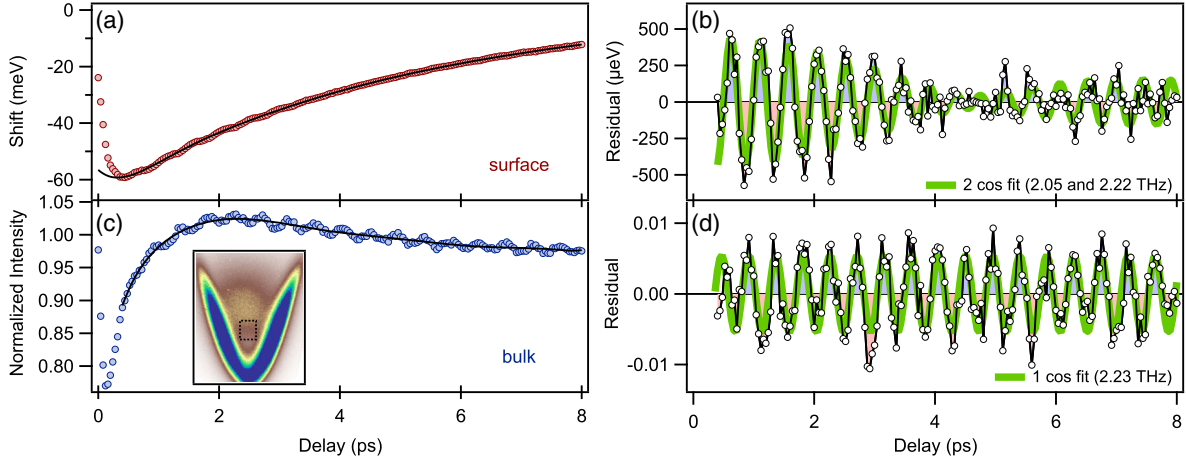 (a)
0
-20
-40
-60
Shift (meV)
surface
(b)
500
250
0
-250
-500
Residual (µeV)
2 cos fit (2.05 and 2.22 THz)
(c)
1.05
1.00
0.95
0.90
0.85
0.80
Normalized Intensity
bulk
0 2 4 6 8
Delay (ps)
(d)
0.01
0.00
-0.01
Residual
1 cos fit (2.23 THz)
0 2 4 6 8
Delay (ps)